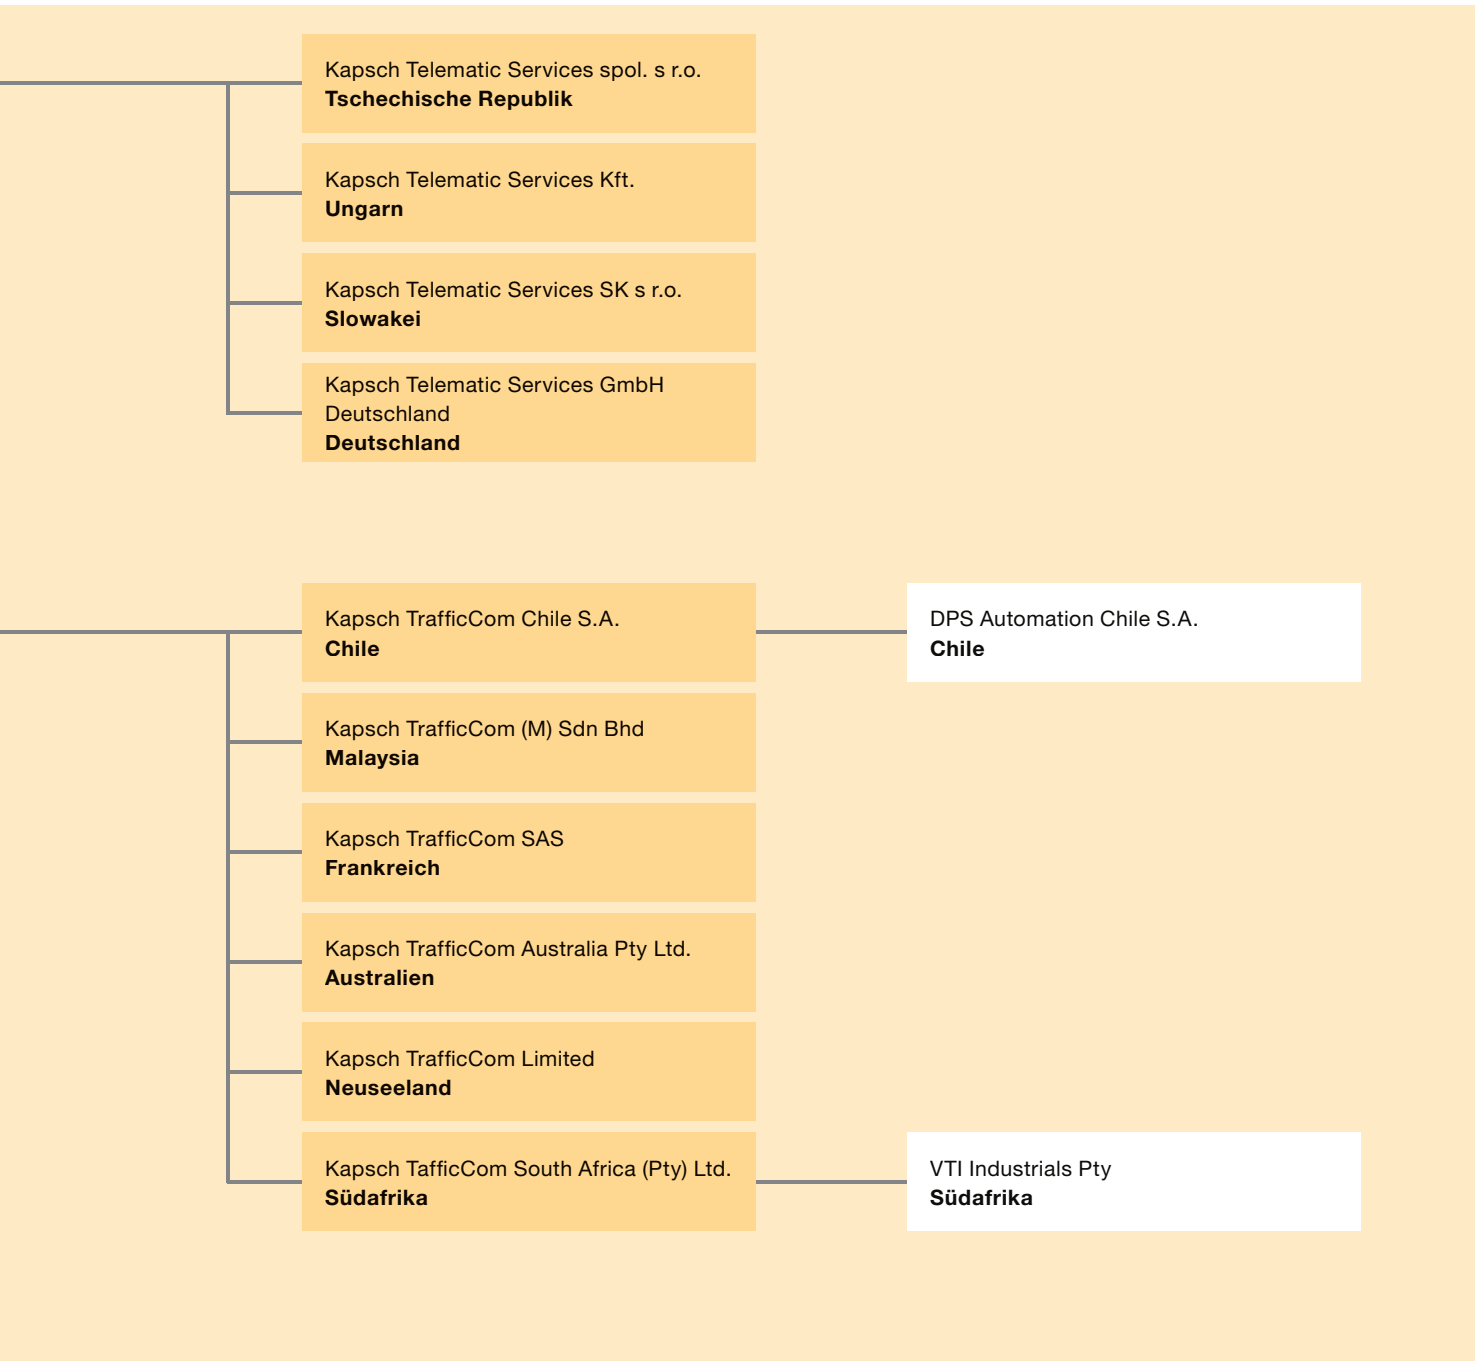 Kapsch Telematic Services spol. s r.o.
Tschechische Republik
Kapsch Telematic Services Kft.
Ungarn
Kapsch Telematic Services SK s r.o.
Slowakei
Kapsch Telematic Services GmbH
Deutschland
Deutschland
Kapsch TrafficCom Chile S.A.
Chile
DPS Automation Chile S.A.
Chile
Kapsch TrafficCom (M) Sdn Bhd
Malaysia
Kapsch TrafficCom SAS
Frankreich
Kapsch TrafficCom Australia Pty Ltd.
Australien
Kapsch TrafficCom Limited
Neuseeland
Kapsch TafficCom South Africa (Pty) Ltd.
Südafrika
VTI Industrials Pty
Südafrika